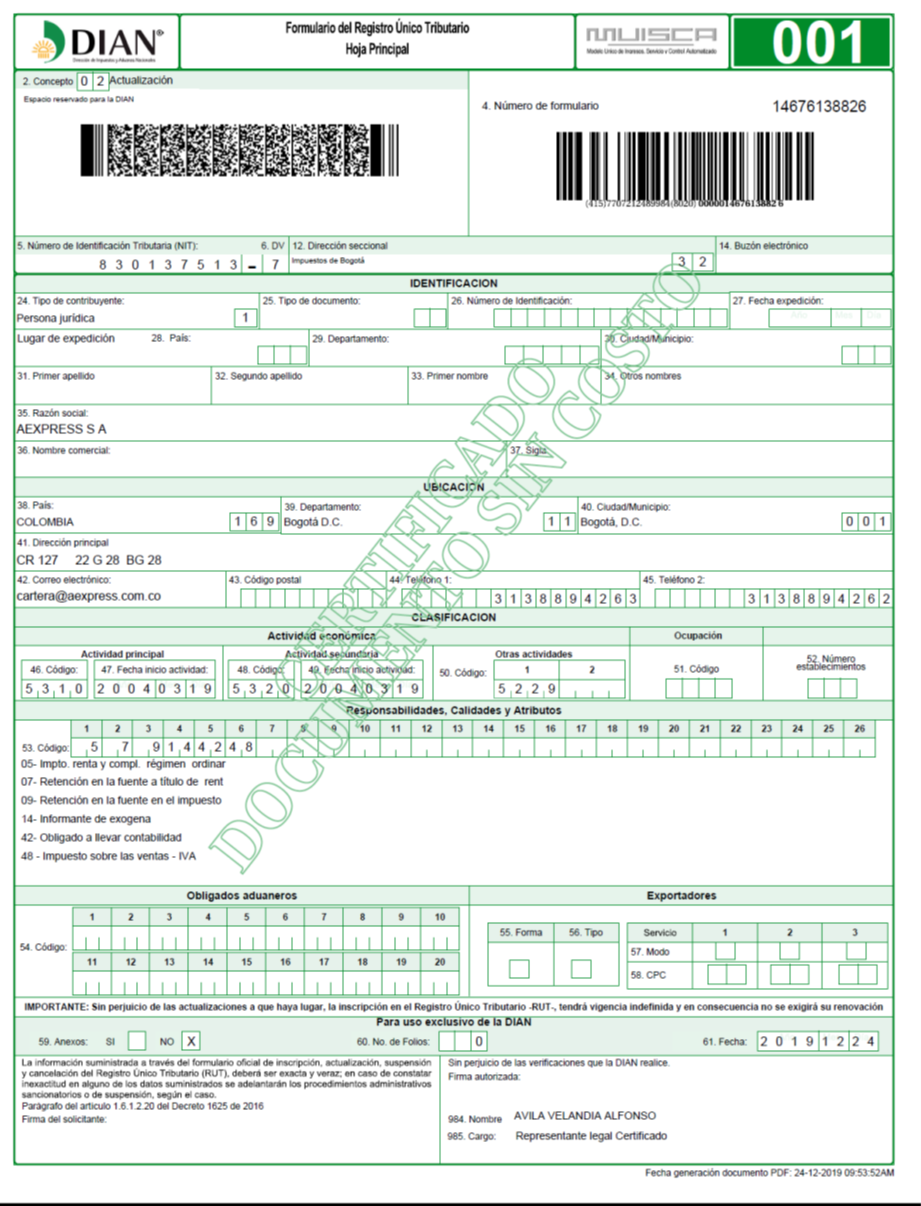 DIAN®
Dirección de Impuestos y Aduanas Nacionales
Formulario del Registro Único Tributario
Hoja Principal
MUISCA
Modelo Único de Ingresos, Servicio y Control Automatizado
001
2. Concepto 0 2 Actualización
Espacio reservado para la DIAN
4. Número de formulario 14676138826
(415)7707212489984(8020) 000001467613882 6
5. Número de Identificación Tributaria (NIT): 6. DV 12. Dirección seccional 14. Buzón electrónico
8 3 0 1 3 7 5 1 3 - 7 Impuestos de Bogotá 3 2
IDENTIFICACION
24. Tipo de contribuyente: 25. Tipo de documento: 26. Número de Identificación: 27. Fecha expedición:
Persona jurídica 1
Lugar de expedición 28. País: 29. Departamento: 30. Ciudad/Municipio:
31. Primer apellido 32. Segundo apellido 33. Primer nombre 34. Otros nombres
35. Razón social:
AEXPRESS S A
36. Nombre comercial: 37. Sigla:
UBICACIÓN
38. País: 39. Departamento: 40. Ciudad/Municipio:
COLOMBIA 1 6 9 Bogotá D.C. 1 1 Bogotá, D.C. 0 0 1
41. Dirección principal
CR 127 22 G 28 BG 28
42. Correo electrónico: 43. Código postal 44. Teléfono 1: 45. Teléfono 2:
cartera@aexpress.com.co 3 1 3 8 8 9 4 2 6 3 3 1 3 8 8 9 4 2 6 2
CLASIFICACION
Actividad económica Ocupación
Actividad principal Actividad secundaria Otras actividades
52. Número establecimientos
46. Código: 47. Fecha inicio actividad: 48. Código: 49. Fecha inicio actividad: 50. Código: 1 2 51. Código
5 3 1 0 2 0 0 4 0 3 1 9 5 3 2 0 2 0 0 4 0 3 1 9 5 2 2 9
Responsabilidades, Calidades y Atributos
1 2 3 4 5 6 7 8 9 10 11 12 13 14 15 16 17 18 19 20 21 22 23 24 25 26
53. Código: 5 7 9 1 4 4 2 4 8
05- Impto. renta y compl. régimen ordinar
07- Retención en la fuente a título de rent
09- Retención en la fuente en el impuesto
14- Informante de exogena
42- Obligado a llevar contabilidad
48 - Impuesto sobre las ventas - IVA
CERTIFICADO
DOCUMENTO SIN COSTO
Obligados aduaneros Exportadores
1 2 3 4 5 6 7 8 9 10
54. Código:
11 12 13 14 15 16 17 18 19 20
55. Forma 56. Tipo Servicio 1 2 3
57. Modo
58. CPC
IMPORTANTE: Sin perjuicio de las actualizaciones a que haya lugar, la inscripción en el Registro Único Tributario -RUT-, tendrá vigencia indefinida y en consecuencia no se exigirá su renovación
Para uso exclusivo de la DIAN
59. Anexos: SI NO X 60. No. de Folios: 0 61. Fecha: 2 0 1 9 1 2 2 4
La información suministrada a través del formulario oficial de inscripción, actualización, suspensión
y cancelación del Registro Único Tributario (RUT), deberá ser exacta y veraz; en caso de constatar
inexactitud en alguno de los datos suministrados se adelantarán los procedimientos administrativos
sancionatorios o de suspensión, según el caso.
Parágrafo del articulo 1.6.1.2.20 del Decreto 1625 de 2016
Firma del solicitante:
Sin perjuicio de las verificaciones que la DIAN realice.
Firma autorizada:
984. Nombre AVILA VELANDIA ALFONSO
985. Cargo: Representante legal Certificado
Fecha generación documento PDF: 24-12-2019 09:53:52AM